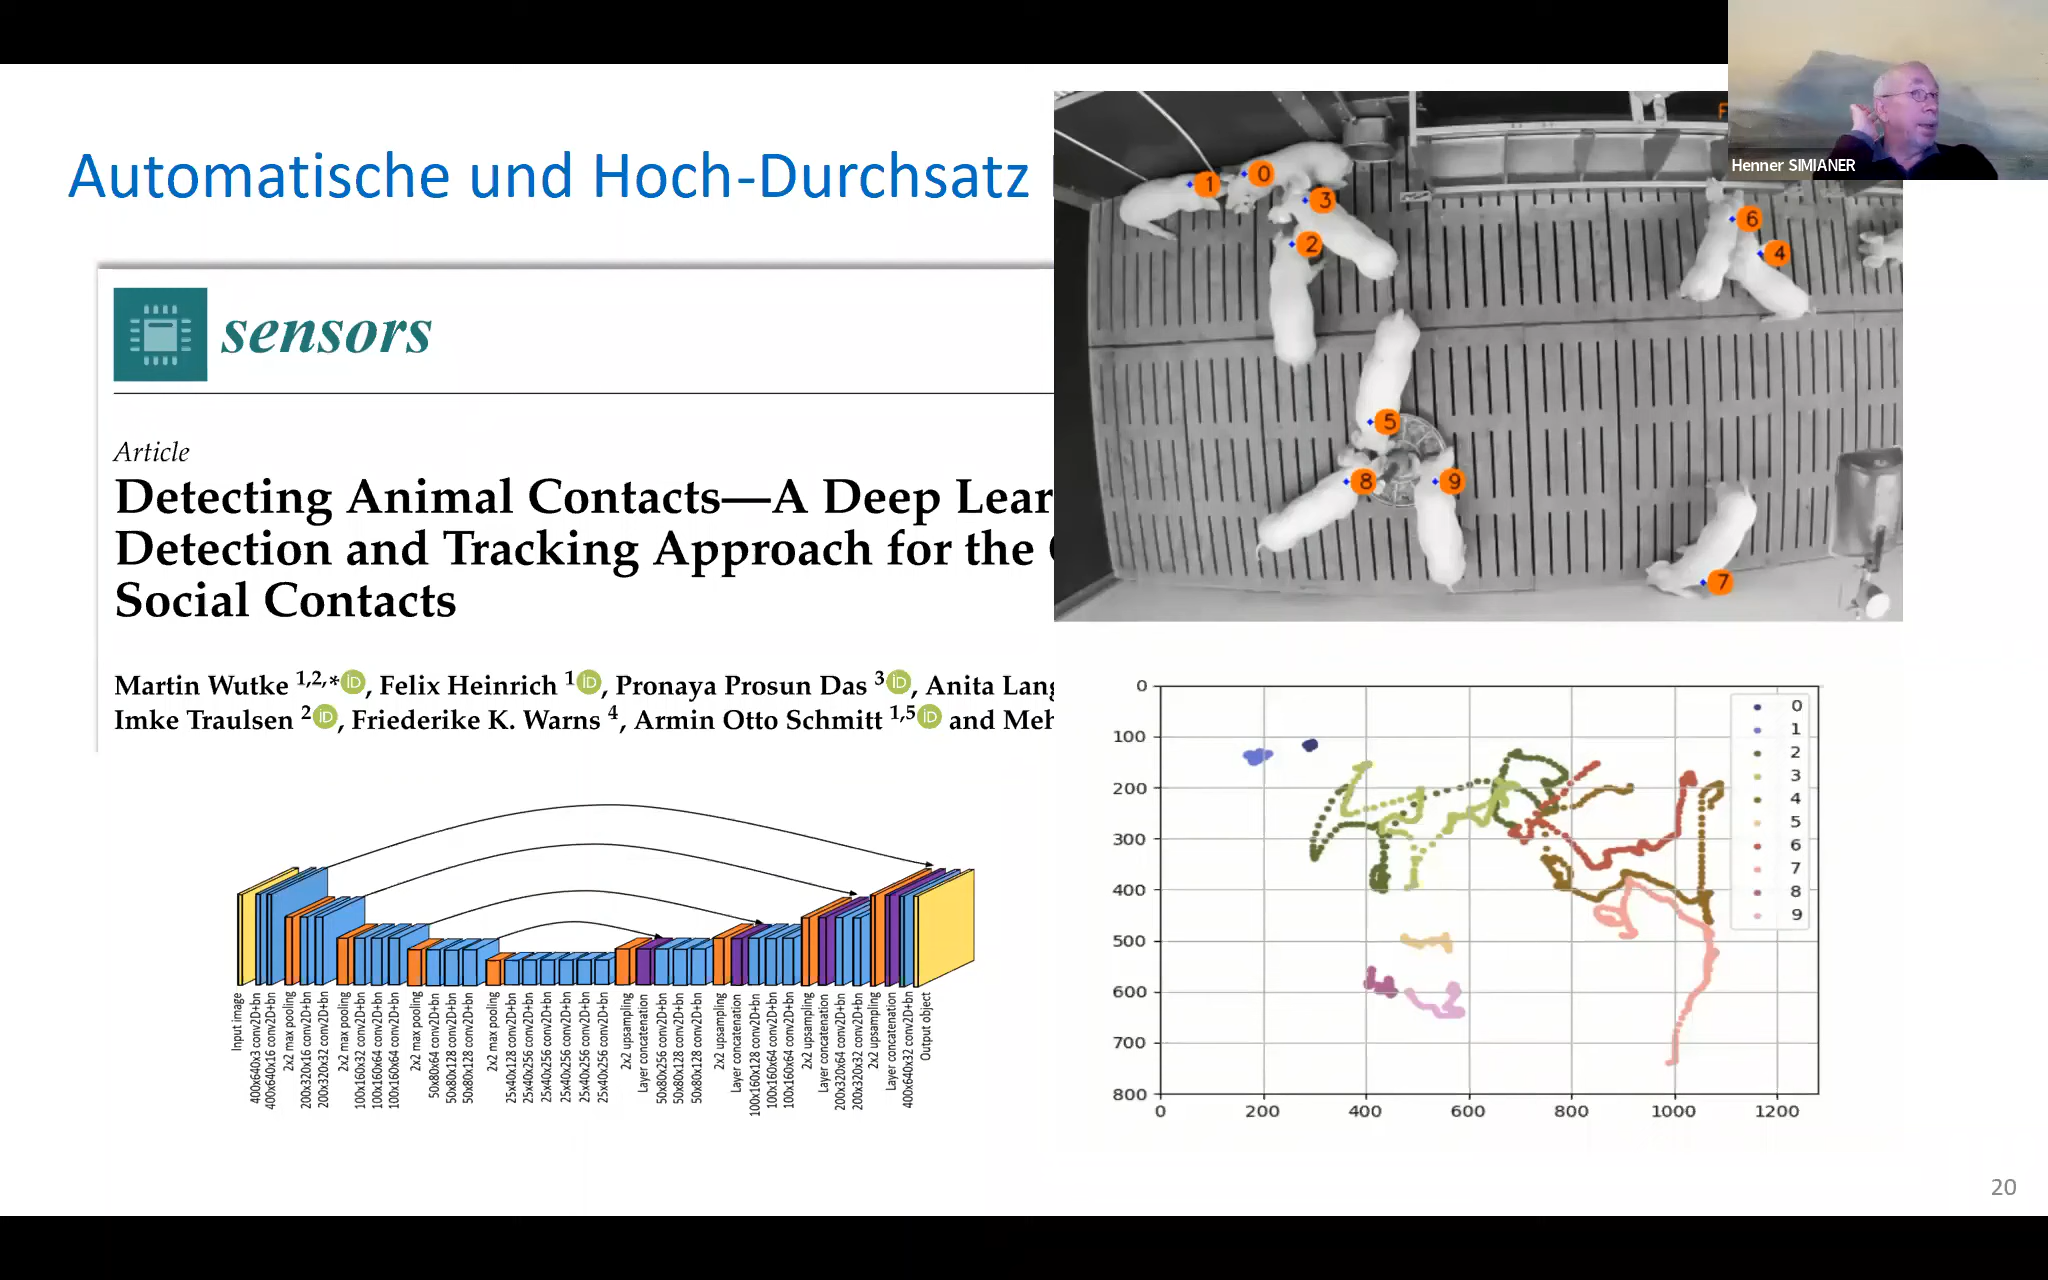 Henner SIMIANER
Automatische und Hoch-Durchsatz
sensors
Article
Detecting Animal Contacts—A Deep Lear
Detection and Tracking Approach for the
Social Contacts
Martin Wutke 1,2,* iD, Felix Heinrich 1 iD, Pronaya Prosun Das 3 iD, Anita Lang
Imke Traulsen 2 iD, Friederike K. Warns 4, Armin Otto Schmitt 1,5 iD and Meh
F
1
0
3
2
6
4
5
8
9
7
Input image
400x640x3 conv2D+bn
400x640x16 conv2D+bn
2x2 max pooling
200x320x16 conv2D+bn
200x320x32 conv2D+bn
2x2 max pooling
100x160x32 conv2D+bn
100x160x64 conv2D+bn
100x160x64 conv2D+bn
2x2 max pooling
50x80x64 conv2D+bn
50x80x128 conv2D+bn
50x80x128 conv2D+bn
2x2 max pooling
25x40x128 conv2D+bn
25x40x256 conv2D+bn
25x40x256 conv2D+bn
25x40x256 conv2D+bn
25x40x256 conv2D+bn
25x40x256 conv2D+bn
2x2 upsampling
Layer concatenation
50x80x256 conv2D+bn
50x80x128 conv2D+bn
50x80x128 conv2D+bn
2x2 upsampling
Layer concatenation
100x160x128 conv2D+bn
100x160x64 conv2D+bn
100x160x64 conv2D+bn
2x2 upsampling
Layer concatenation
200x320x64 conv2D+bn
200x320x32 conv2D+bn
2x2 upsampling
Layer concatenation
400x640x32 conv2D+bn
Output object
0
100
200
300
400
500
600
700
800
0 200 400 600 800 1000 1200
0
1
2
3
4
5
6
7
8
9
20